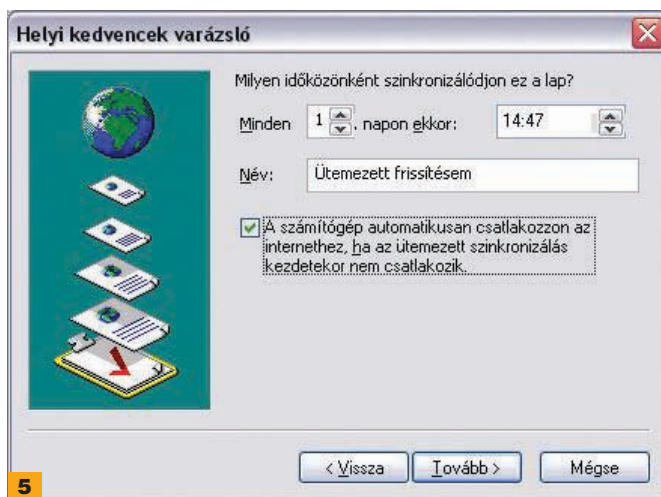 Helyi kedvencek varázsló
Milyen időközönként szinkronizálódjon ez a lap?
Minden 1 . napon ekkor: 14:47
Név: Ütemezett frissítésem
A számítógép automatikusan csatlakozzon az
internethez, ha az ütemezett szinkronizálás
kezdetekor nem csatlakozik.
< Vissza Tovább > Mégse
5